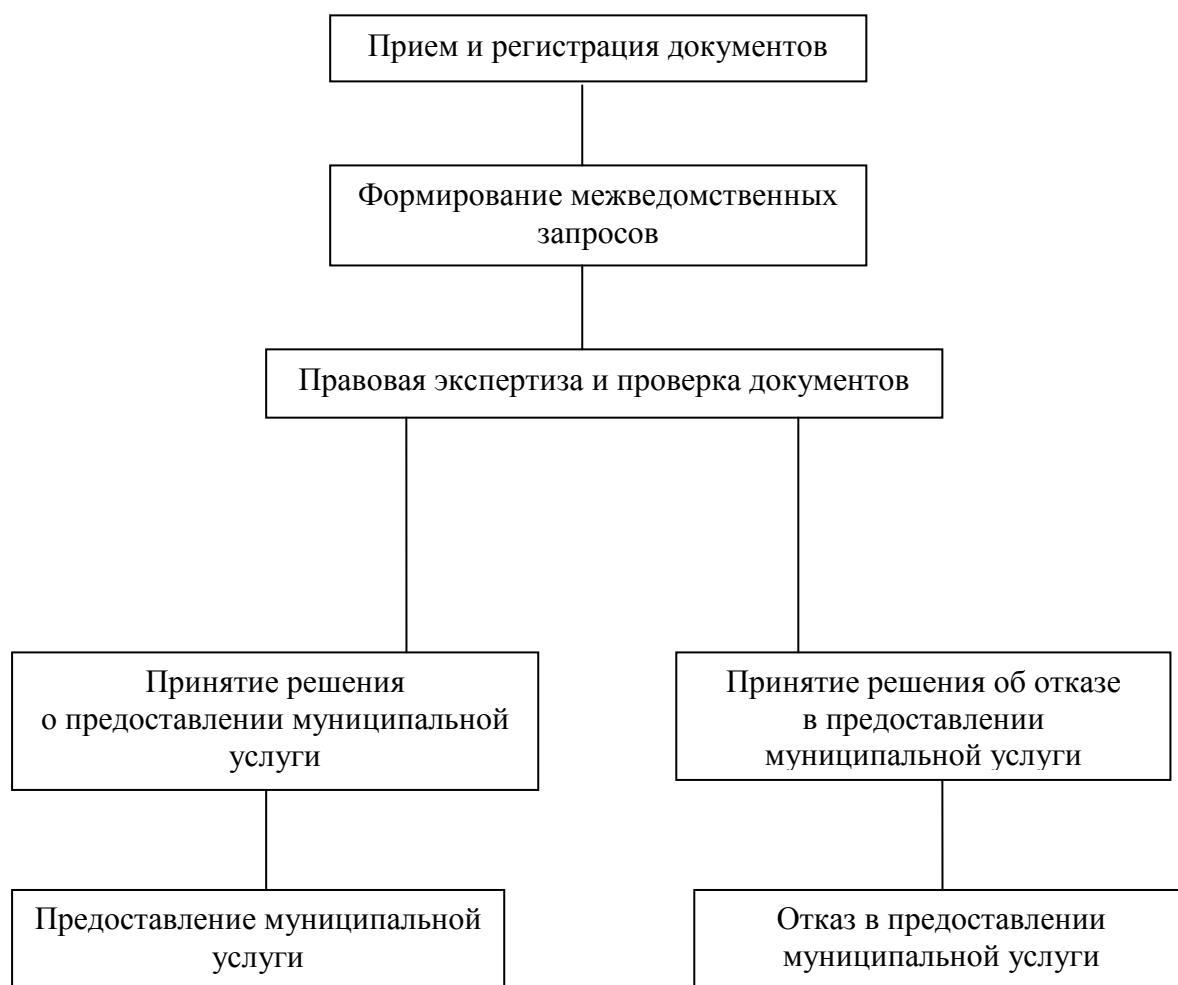 Прием и регистрация документов
Формирование межведомственных
запросов
Правовая экспертиза и проверка документов
Принятие решения
о предоставлении муниципальной
услуги
Принятие решения об отказе
в предоставлении
муниципальной услуги
Предоставление муниципальной
услуги
Отказ в предоставлении
муниципальной услуги